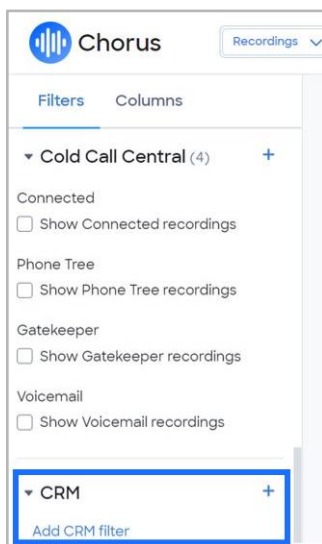 Chorus
Recordings
Filters Columns
Cold Call Central (4) +
Connected
Show Connected recordings
Phone Tree
Show Phone Tree recordings
Gatekeeper
Show Gatekeeper recordings
Voicemail
Show Voicemail recordings
CRM +
Add CRM filter